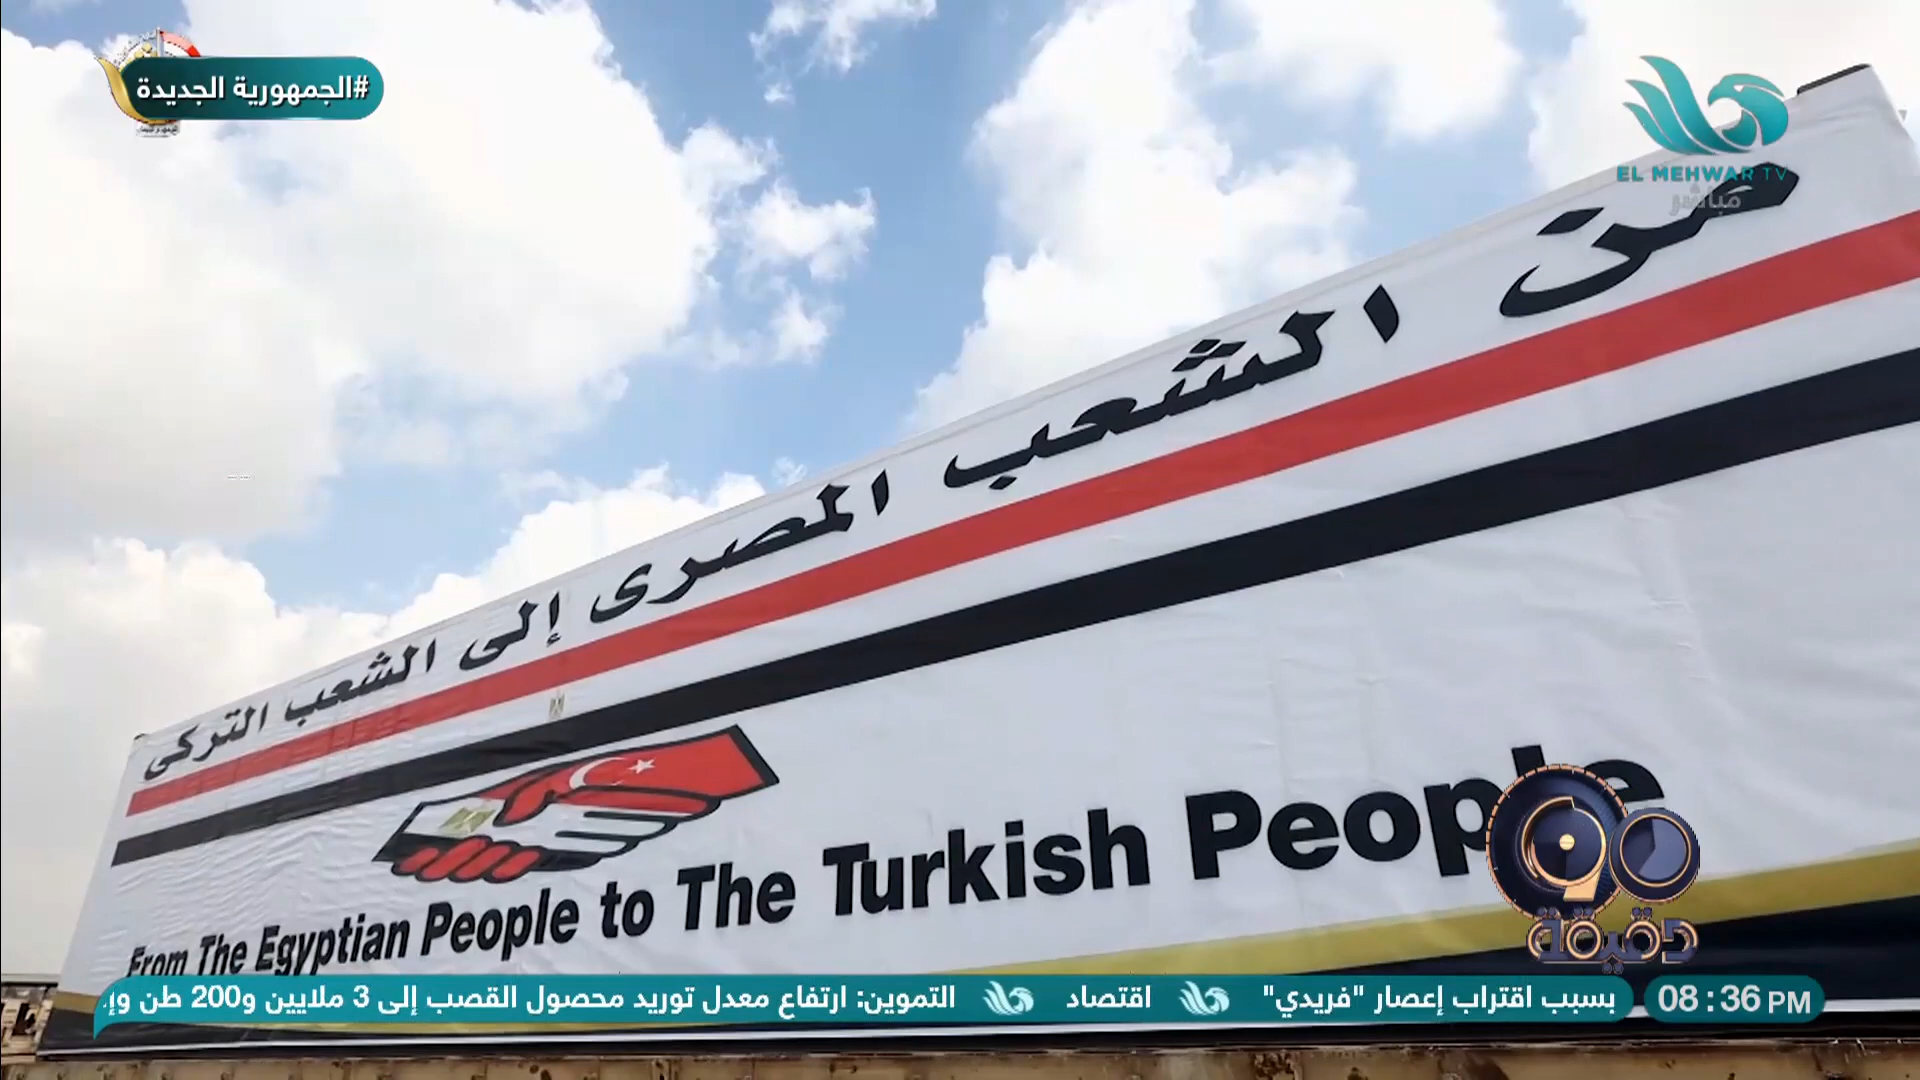 #الجمهورية الجديدة
EL MEHWAR TV
مباشر
من الشعب المصرى إلى الشعب التركى
From The Egyptian People to The Turkish People
90
دقيقة
بسبب اقتراب إعصار "فريدي" اقتصاد التموين: ارتفاع معدل توريد محصول القصب إلى 3 ملايين و200 طن وإ
08:36 PM